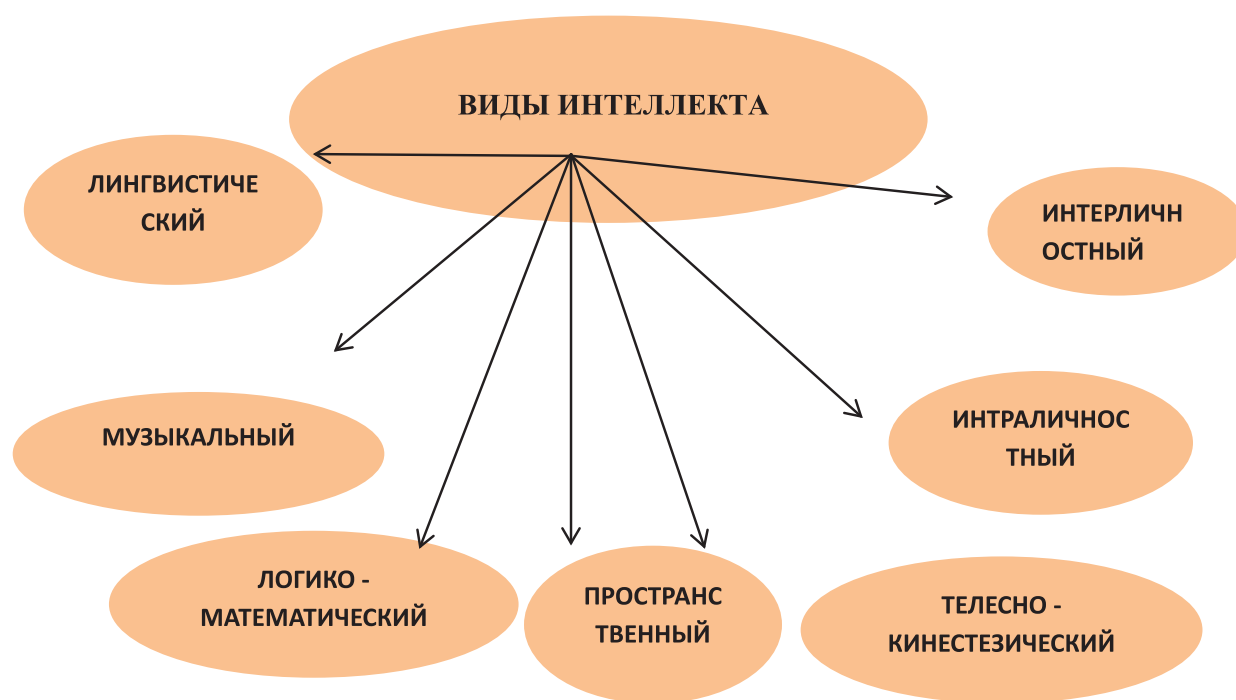 ВИДЫ ИНТЕЛЛЕКТА
ЛИНГВИСТИЧЕ
СКИЙ
ИНТЕРЛИЧН
ОСТНЫЙ
МУЗЫКАЛЬНЫЙ
ИНТРАЛИЧНОС
ТНЫЙ
ЛОГИКО -
МАТЕМАТИЧЕСКИЙ
ПРОСТРАНС
ТВЕННЫЙ
ТЕЛЕСНО -
КИНЕСТЕЗИЧЕСКИЙ